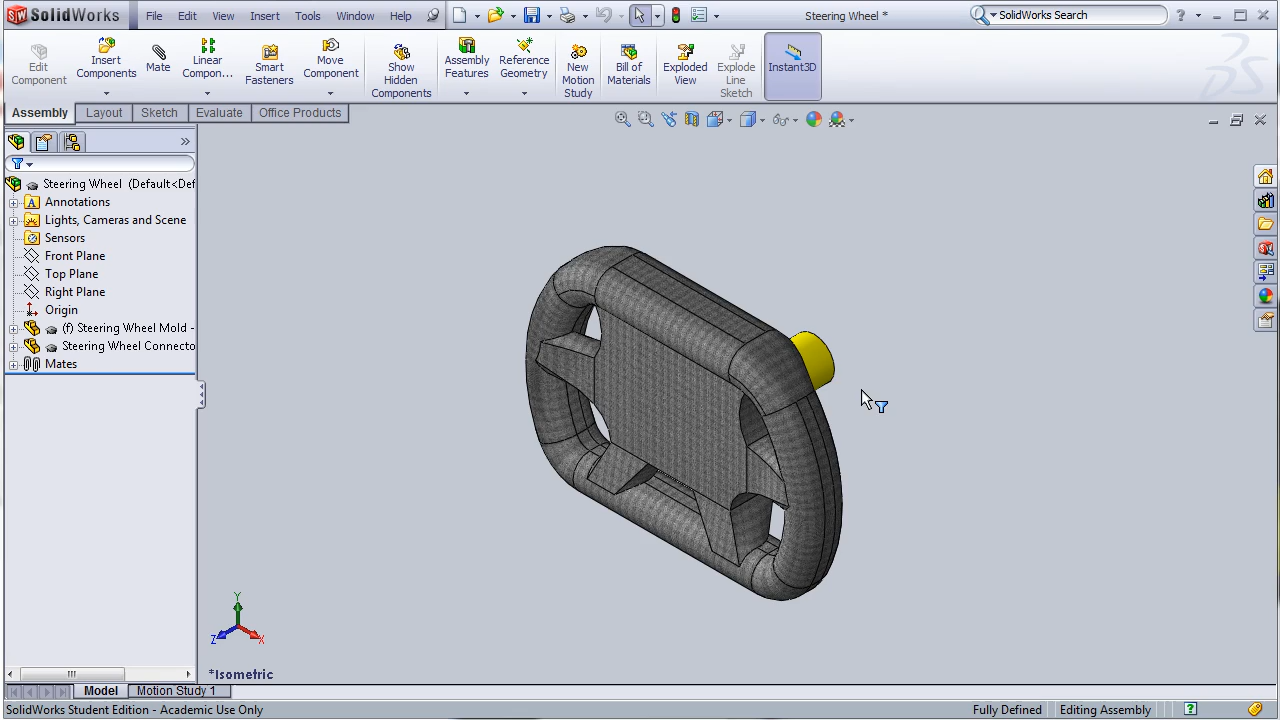 SolidWorks File Edit View Insert Tools Window Help Steering Wheel * SolidWorks Search ?
Edit Component
Insert Components
Mate
Linear Compon...
Smart Fasteners
Move Component
Show Hidden Components
Assembly Features
Reference Geometry
New Motion Study
Bill of Materials
Exploded View
Explode Line Sketch
Instant3D
Assembly Layout Sketch Evaluate Office Products
Steering Wheel (Default<Def
Annotations
Lights, Cameras and Scene
Sensors
Front Plane
Top Plane
Right Plane
Origin
(f) Steering Wheel Mold -
Steering Wheel Connecto
Mates
Y
Z
X
*Isometric
Model Motion Study 1
SolidWorks Student Edition - Academic Use Only Fully Defined Editing Assembly ?